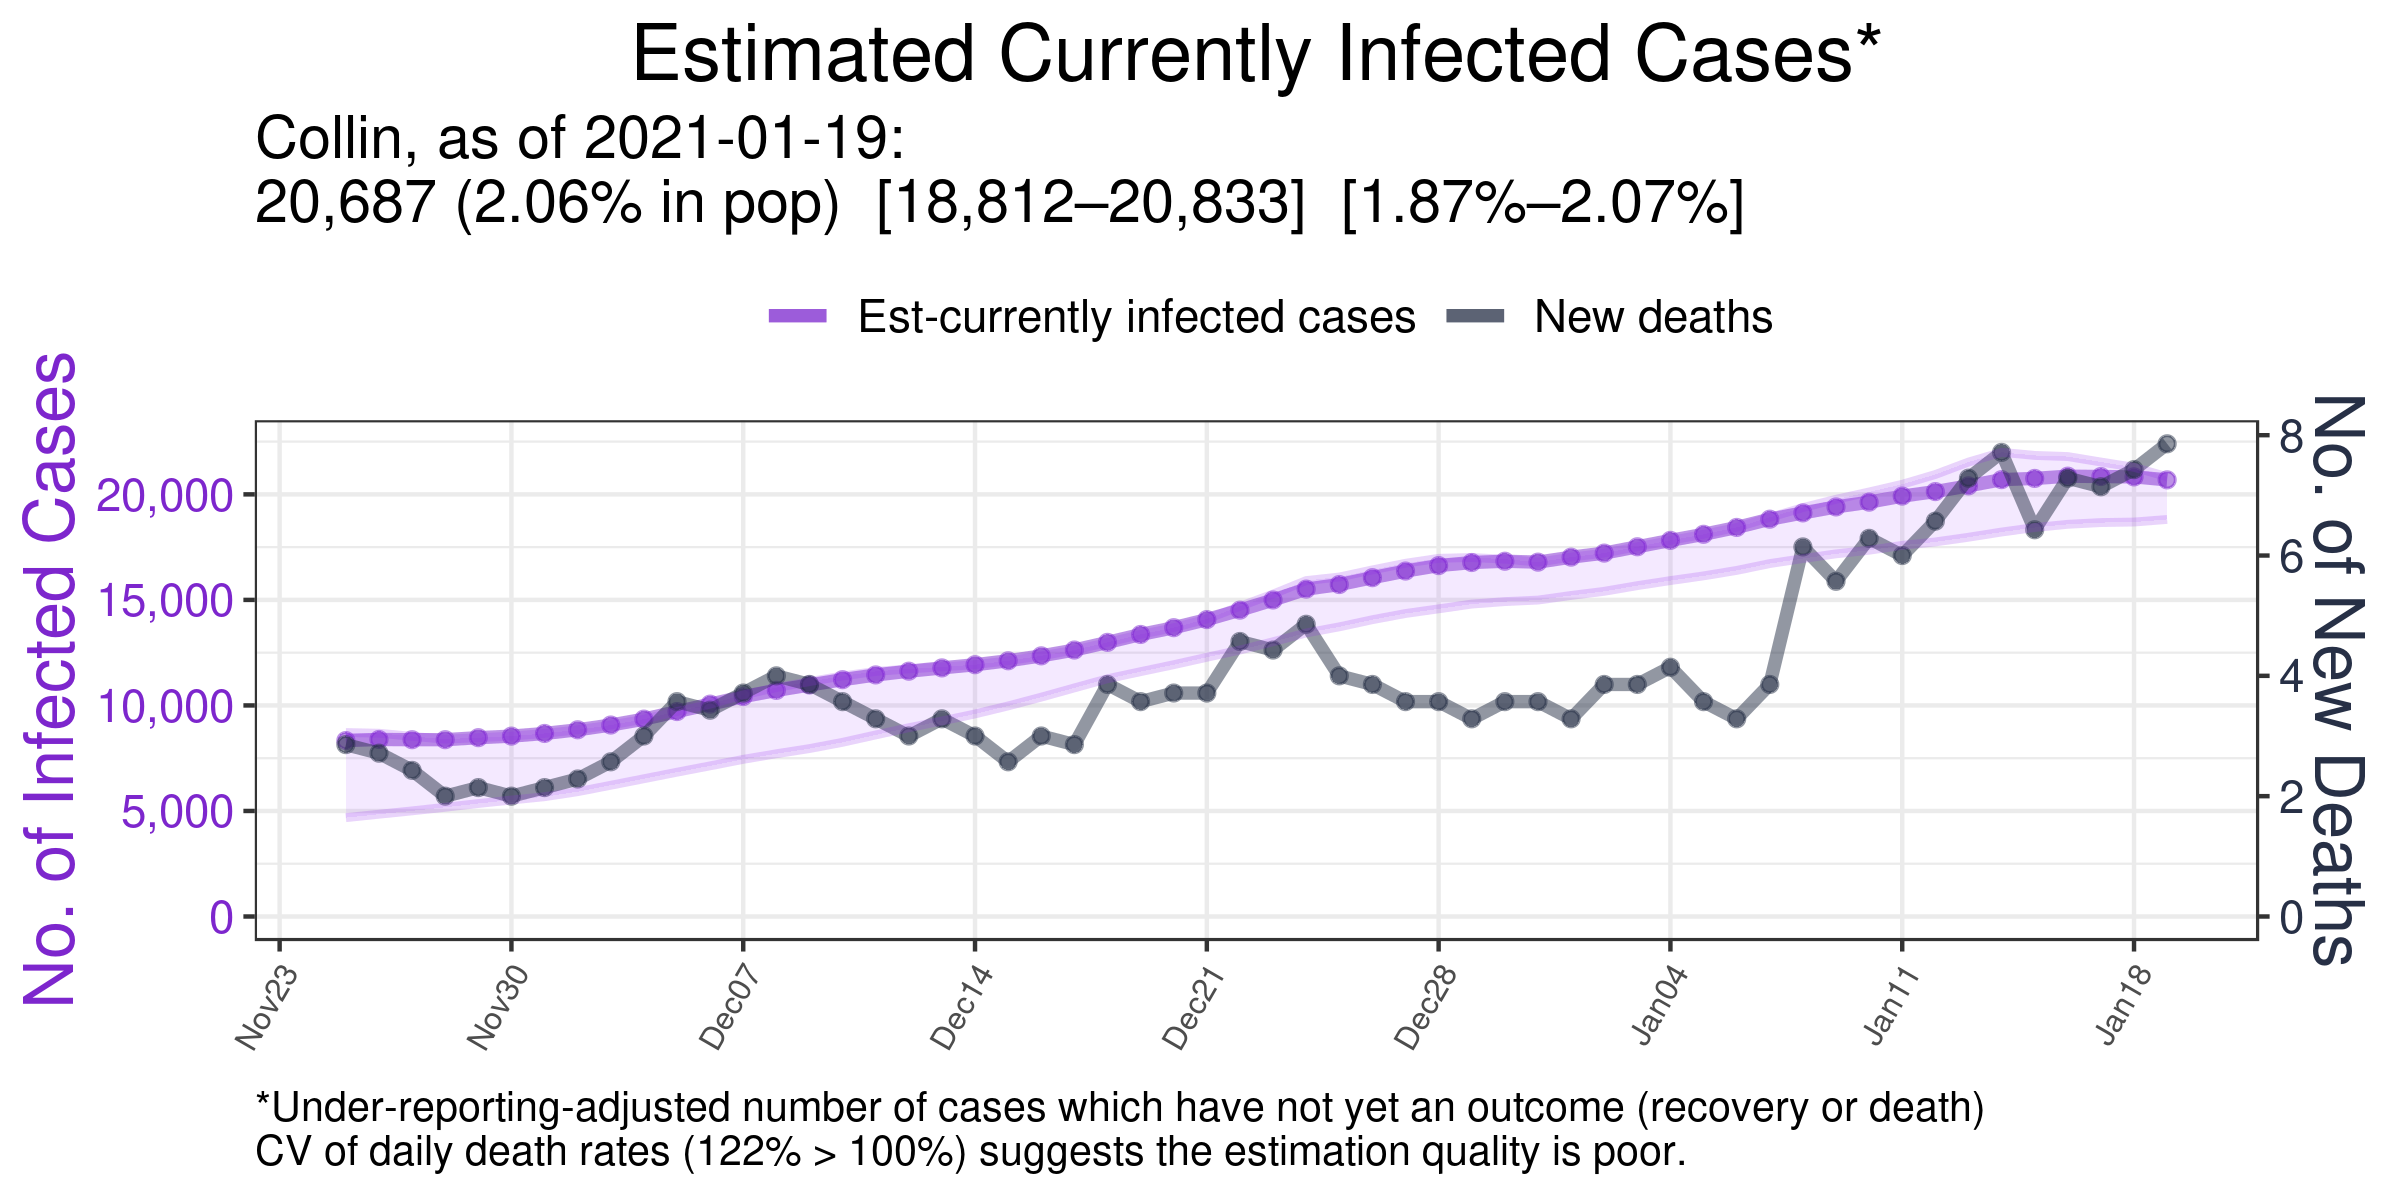 Estimated Currently Infected Cases*
Collin, as of 2021-01-19:
20,687 (2.06% in pop)  [18,812–20,833]  [1.87%–2.07%]
Est-currently infected cases
New deaths
No. of Infected Cases
20,000
15,000
10,000
5,000
0
8
6
4
2
0
No. of New Deaths
Nov23
Nov30
Dec07
Dec14
Dec21
Dec28
Jan04
Jan11
Jan18
*Under-reporting-adjusted number of cases which have not yet an outcome (recovery or death)
CV of daily death rates (122% > 100%) suggests the estimation quality is poor.